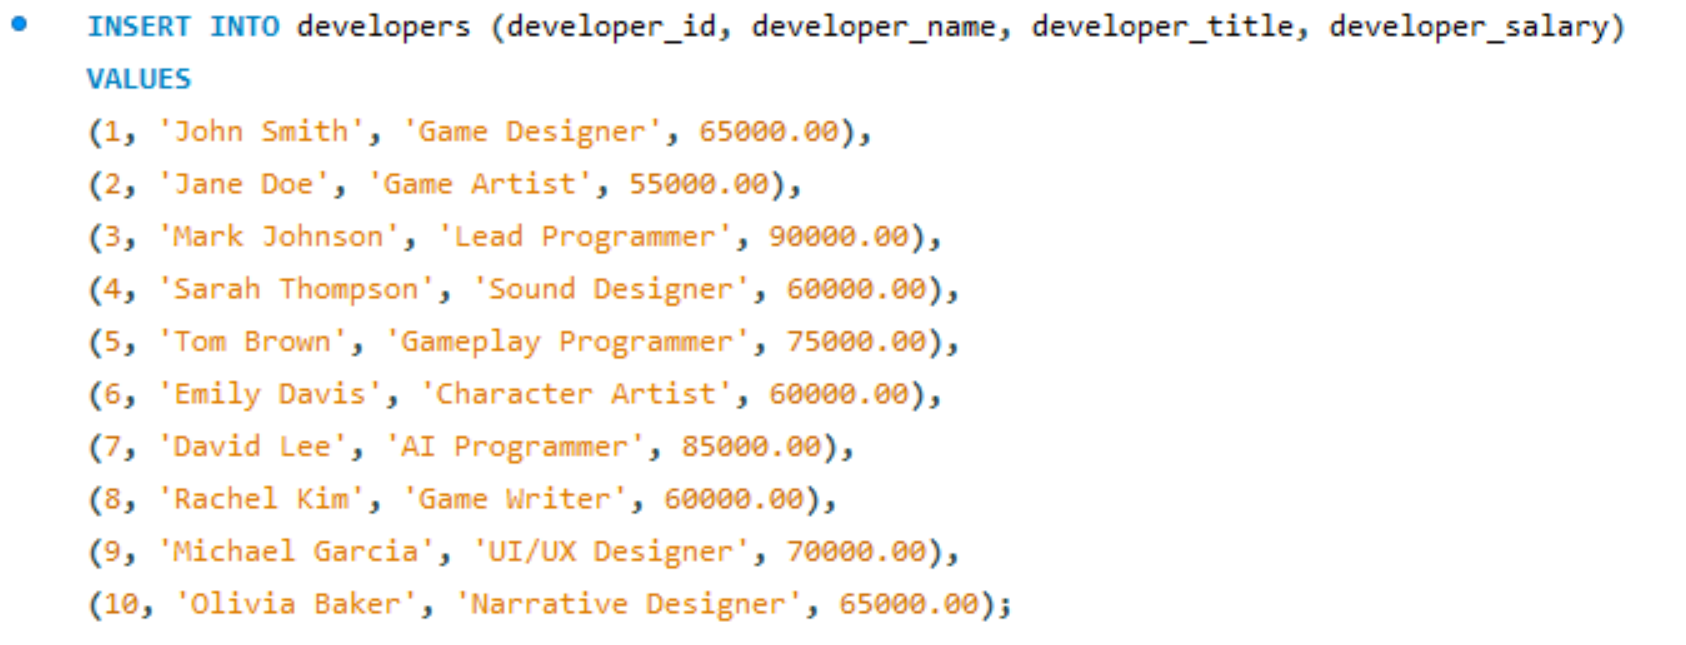 INSERT INTO developers (developer_id, developer_name, developer_title, developer_salary)
VALUES
(1, 'John Smith', 'Game Designer', 65000.00),
(2, 'Jane Doe', 'Game Artist', 55000.00),
(3, 'Mark Johnson', 'Lead Programmer', 90000.00),
(4, 'Sarah Thompson', 'Sound Designer', 60000.00),
(5, 'Tom Brown', 'Gameplay Programmer', 75000.00),
(6, 'Emily Davis', 'Character Artist', 60000.00),
(7, 'David Lee', 'AI Programmer', 85000.00),
(8, 'Rachel Kim', 'Game Writer', 60000.00),
(9, 'Michael Garcia', 'UI/UX Designer', 70000.00),
(10, 'Olivia Baker', 'Narrative Designer', 65000.00);